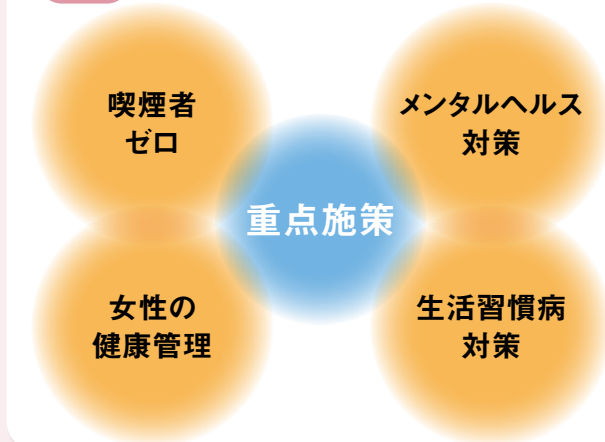 喫煙者
ゼロ
メンタルヘルス
対策
重点施策
女性の
健康管理
生活習慣病
対策